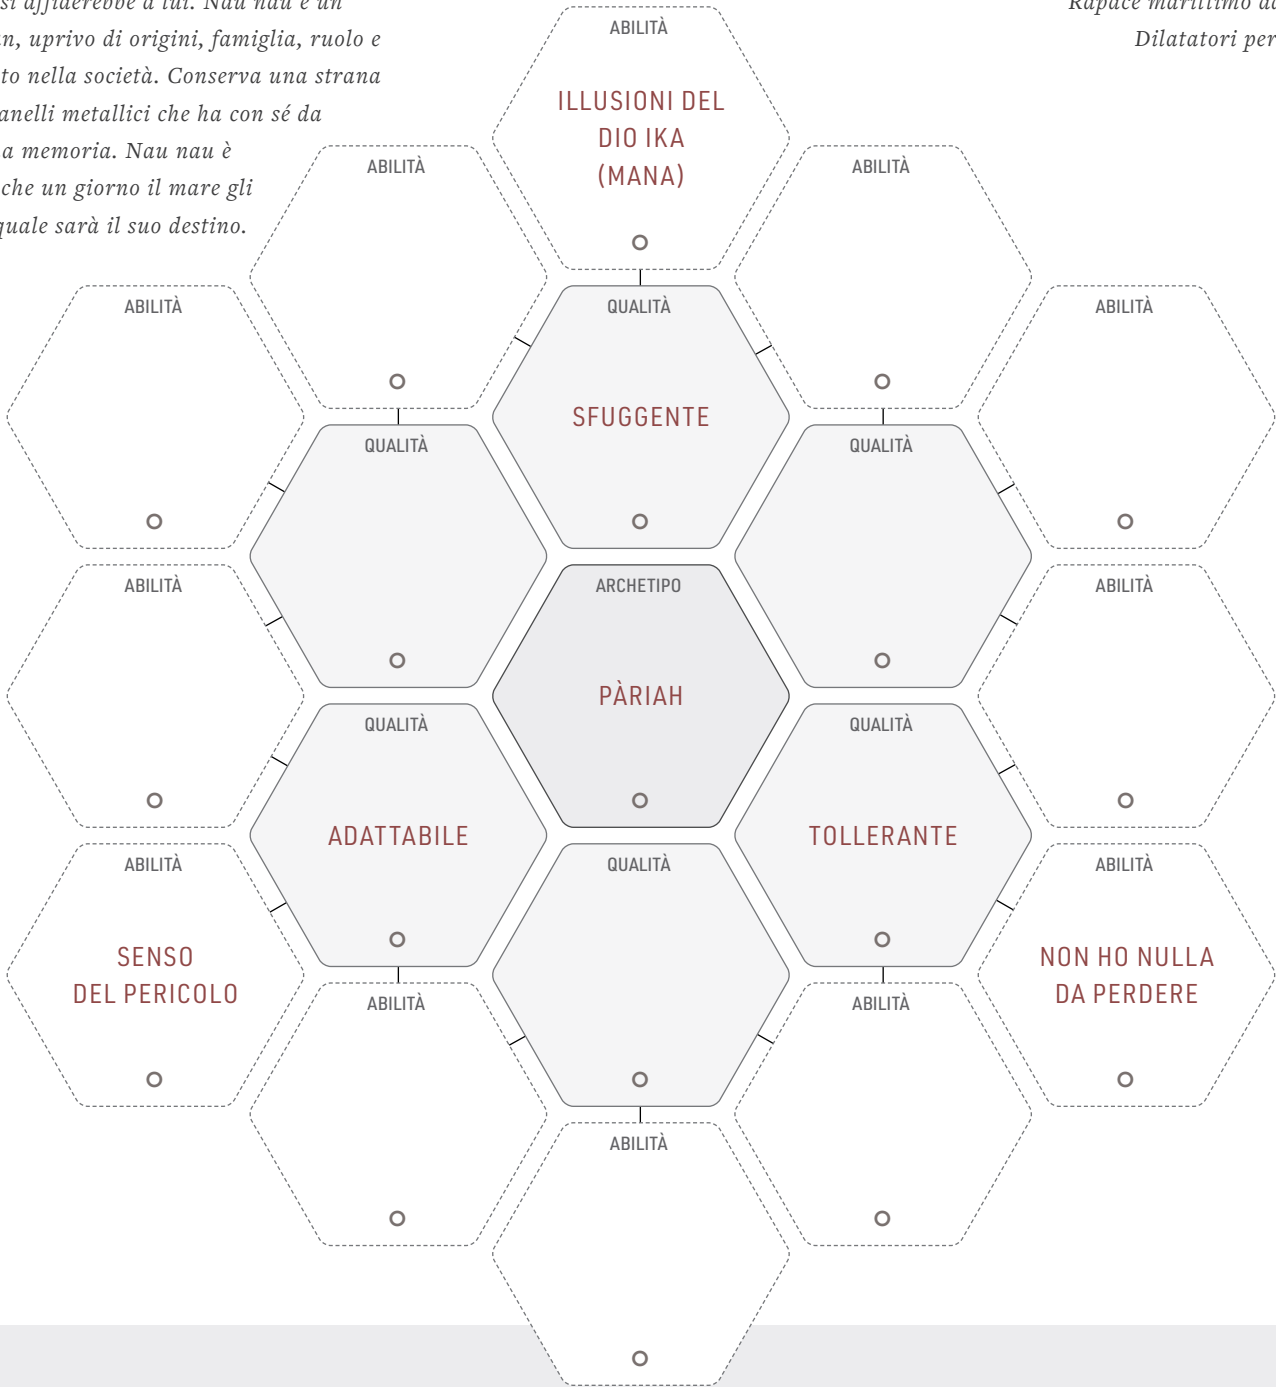 si affiderebbe a lui. Nau nau è un
n, uprivo di origini, famiglia, ruolo e
to nella società. Conserva una strana
anelli metallici che ha con sé da
a memoria. Nau nau è
che un giorno il mare gli
quale sarà il suo destino.
Rapace marittimo da
Dilatatori per
ABILITÀ
ILLUSIONI DEL
DIO IKA
(MANA)
ABILITÀ
ABILITÀ
ABILITÀ
QUALITÀ
SFUGGENTE
ABILITÀ
QUALITÀ
QUALITÀ
ABILITÀ
ARCHETIPO
PÀRIAH
ABILITÀ
QUALITÀ
ADATTABILE
QUALITÀ
TOLLERANTE
ABILITÀ
SENSO
DEL PERICOLO
QUALITÀ
ABILITÀ
NON HO NULLA
DA PERDERE
ABILITÀ
ABILITÀ
ABILITÀ